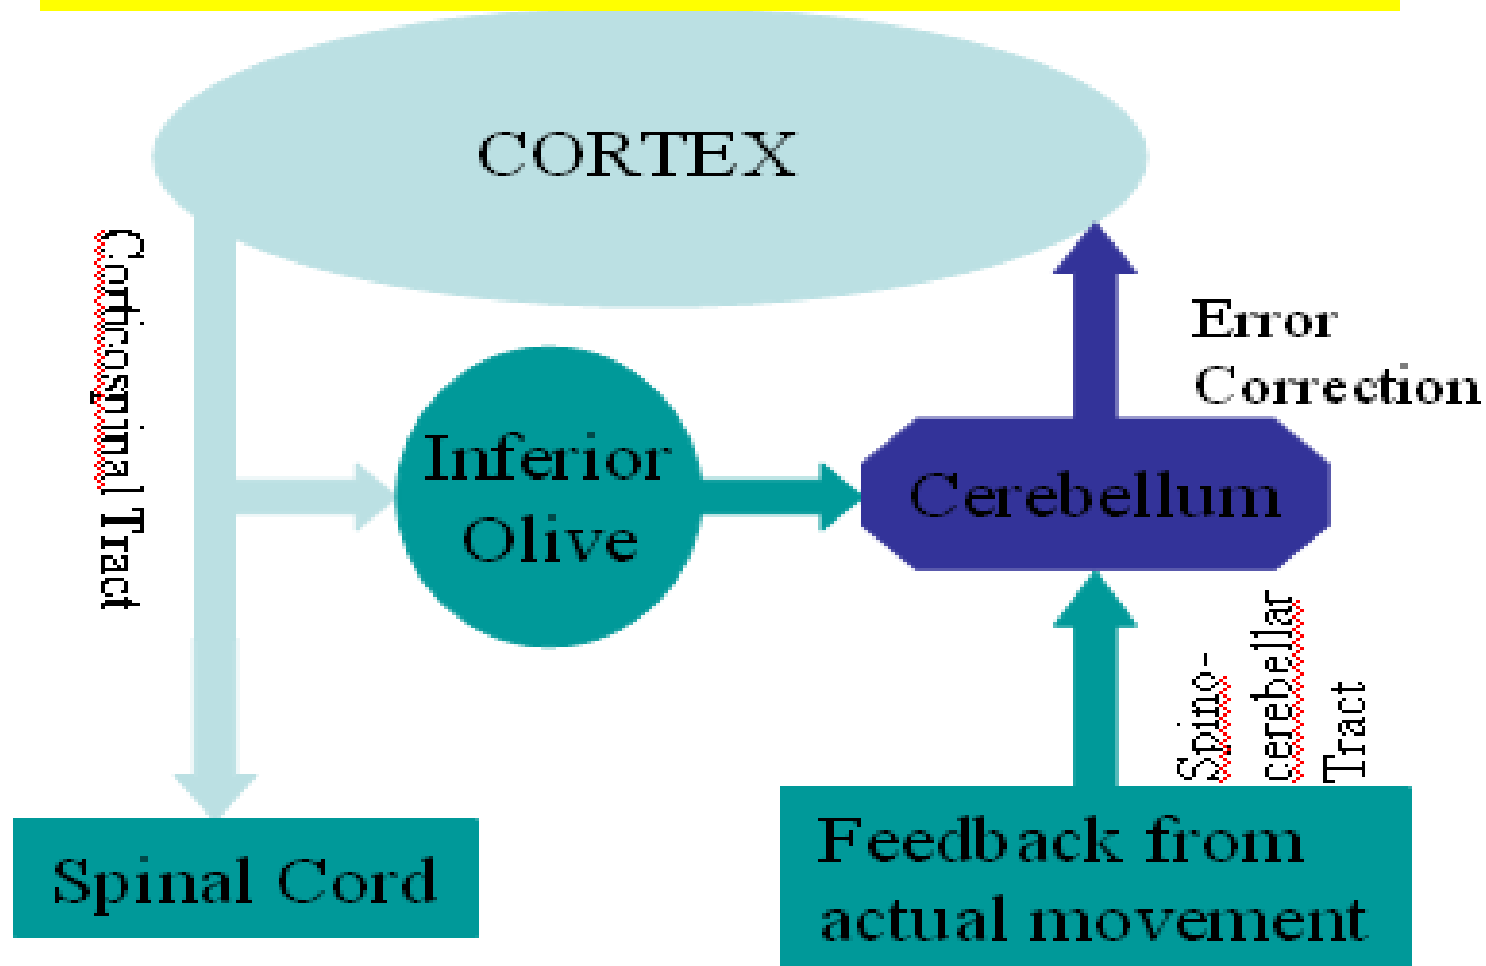 CORTEX
Corticospinal Tract
Error
Correction
Inferior
Olive
Cerebellum
Spino-
cerebellar
Tract
Spinal Cord
Feedback from
actual movement